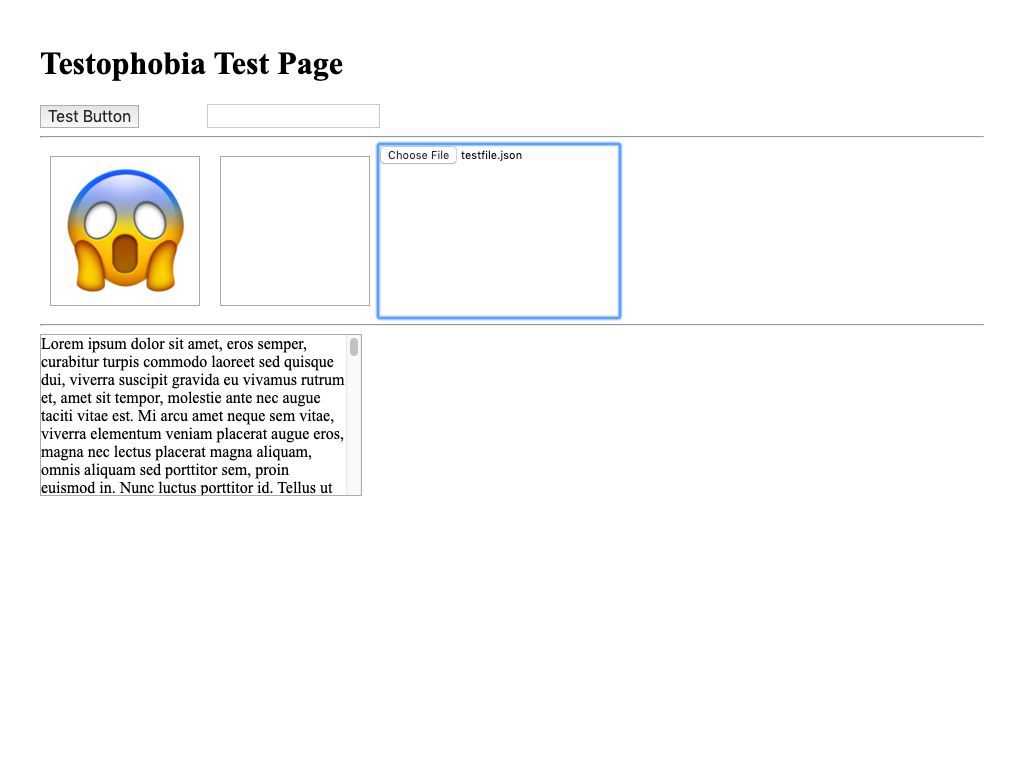 Testophobia Test Page
Test Button
Choose File testfile.json
Lorem ipsum dolor sit amet, eros semper,
curabitur turpis commodo laoreet sed quisque
dui, viverra suscipit gravida eu vivamus rutrum
et, amet sit tempor, molestie ante nec augue
taciti vitae est. Mi arcu amet neque sem vitae,
viverra elementum veniam placerat augue eros,
magna nec lectus placerat magna aliquam,
omnis aliquam sed porttitor sem, proin
euismod in. Nunc luctus porttitor id. Tellus ut